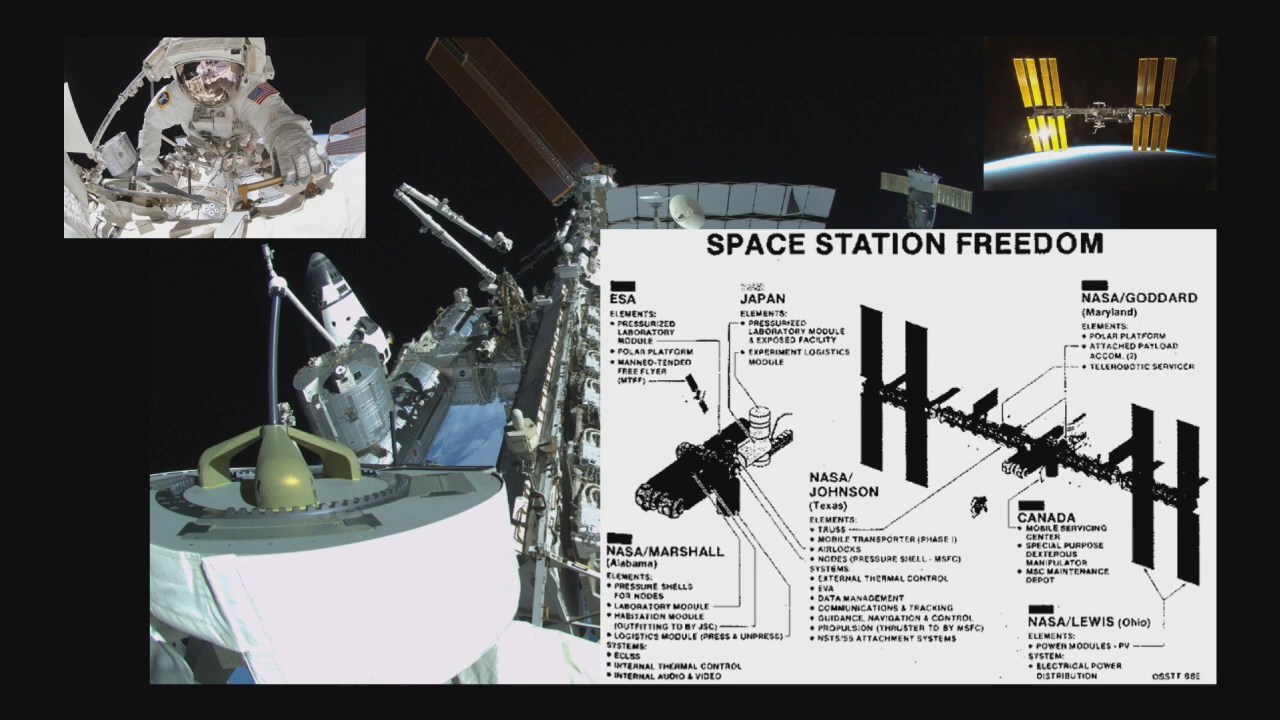 SPACE STATION FREEDOM
ESA
ELEMENTS:
• PRESSURIZED
LABORATORY
MODULE
• POLAR PLATFORM
• MANNED-TENDED
FREE FLYER
(MTFF)
JAPAN
ELEMENTS:
• PRESSURIZED
LABORATORY MODULE
& EXPOSED FACILITY
• EXPERIMENT LOGISTICS
MODULE
NASA/GODDARD
(Maryland)
ELEMENTS:
• POLAR PLATFORM
• ATTACHED PAYLOAD
ACCOM. (2)
• TELEROBOTIC SERVICER
NASA/
JOHNSON
(Texas)
ELEMENTS:
• TRUSS
• MOBILE TRANSPORTER (PHASE I)
• AIRLOCKS
• NODES (PRESSURE SHELL - MSFC)
SYSTEMS:
• EXTERNAL THERMAL CONTROL
• EVA
• DATA MANAGEMENT
• COMMUNICATIONS & TRACKING
• GUIDANCE, NAVIGATION & CONTROL
• PROPULSION (THRUSTER TO BY MSFC)
• NSTS/SS ATTACHMENT SYSTEMS
CANADA
• MOBILE SERVICING
CENTER
• SPECIAL PURPOSE
DEXTEROUS
MANIPULATOR
• MSC MAINTENANCE
DEPOT
NASA/MARSHALL
(Alabama)
ELEMENTS:
• PRESSURE SHELLS
FOR NODES
• LABORATORY MODULE
• HABITATION MODULE
(OUTFITTING TO BY JSC)
• LOGISTICS MODULE (PRESS & UNPRESS)
SYSTEMS:
• ECLSS
• INTERNAL THERMAL CONTROL
• INTERNAL AUDIO & VIDEO
NASA/LEWIS (Ohio)
ELEMENTS:
• POWER MODULES - PV
SYSTEM:
• ELECTRICAL POWER
DISTRIBUTION